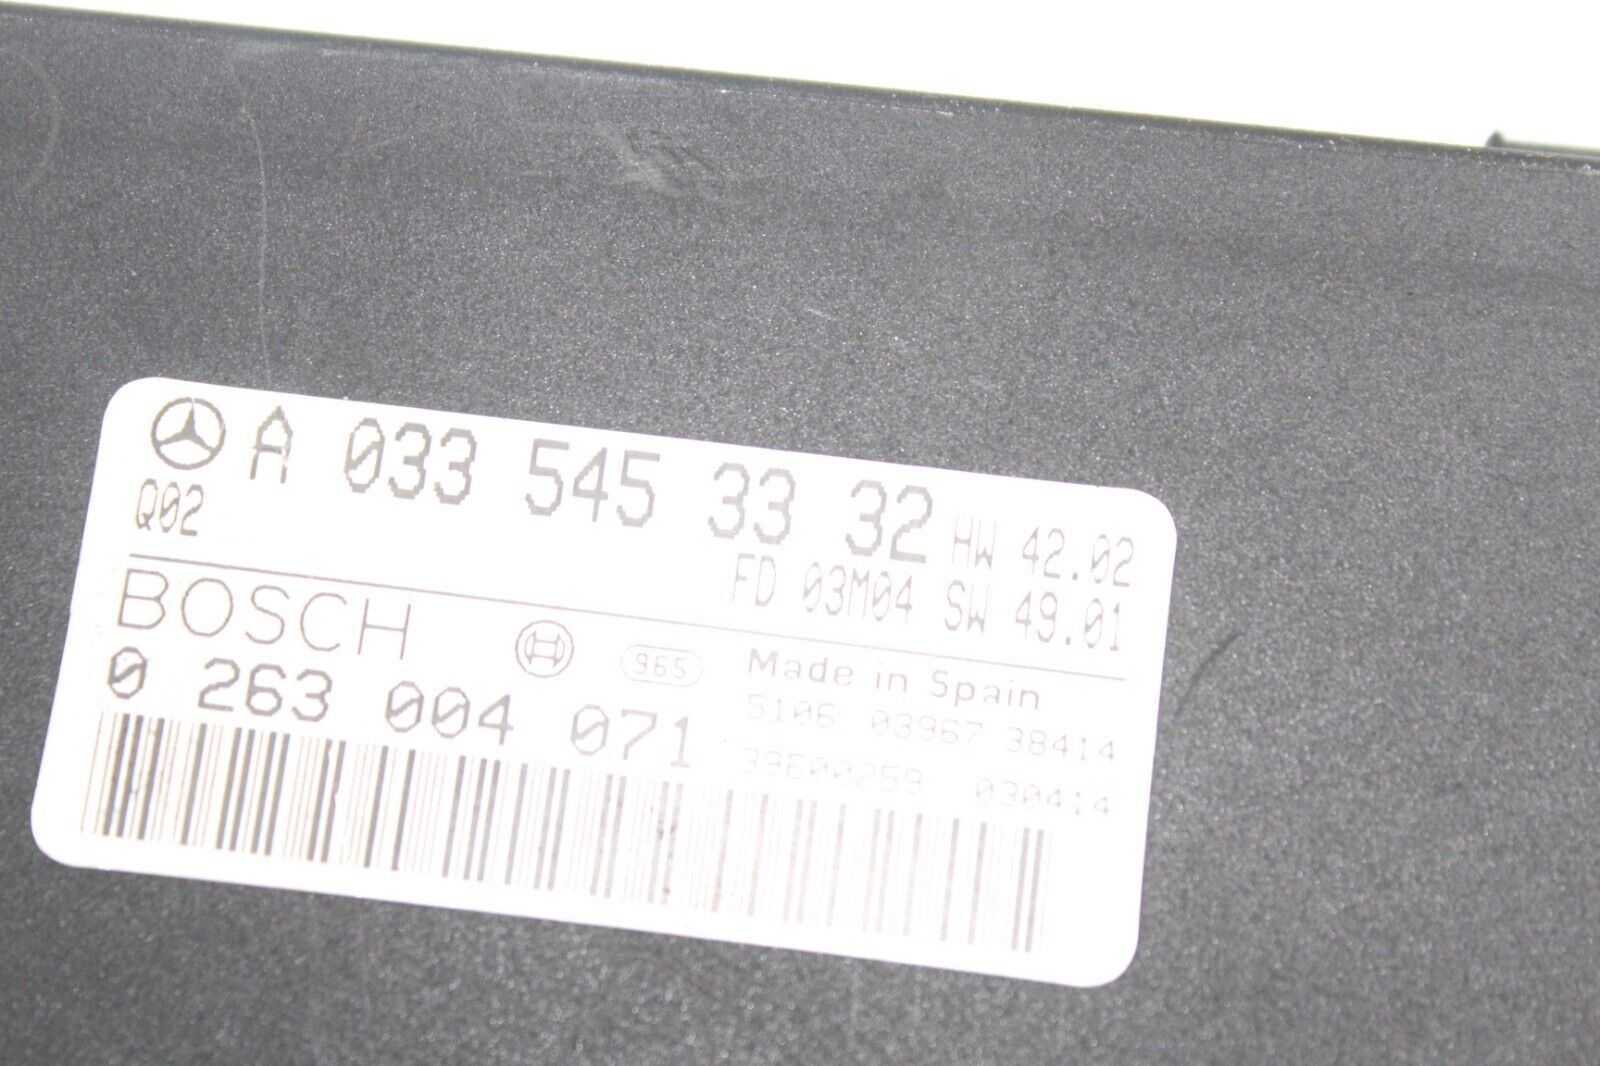 A 033 545 33 32 HW 42.02
Q02 FD 03M04 SW 49.01
BOSCH 965 Made in Spain
0 263 004 071 5106 03967 38414
39E00259 030414